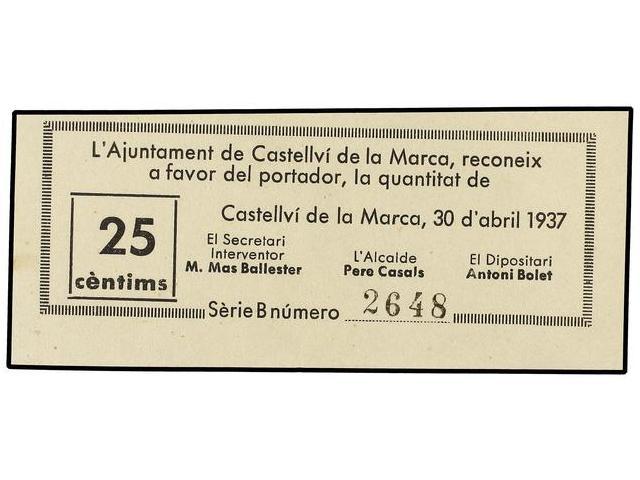 L'Ajuntament de Castellví de la Marca, reconeix
a favor del portador, la quantitat de
25
cèntims
Castellví de la Marca, 30 d'abril 1937
El Secretari
Interventor
M. Mas Ballester
L'Alcalde
Pere Casals
El Dipositari
Antoni Bolet
Sèrie B número 2648